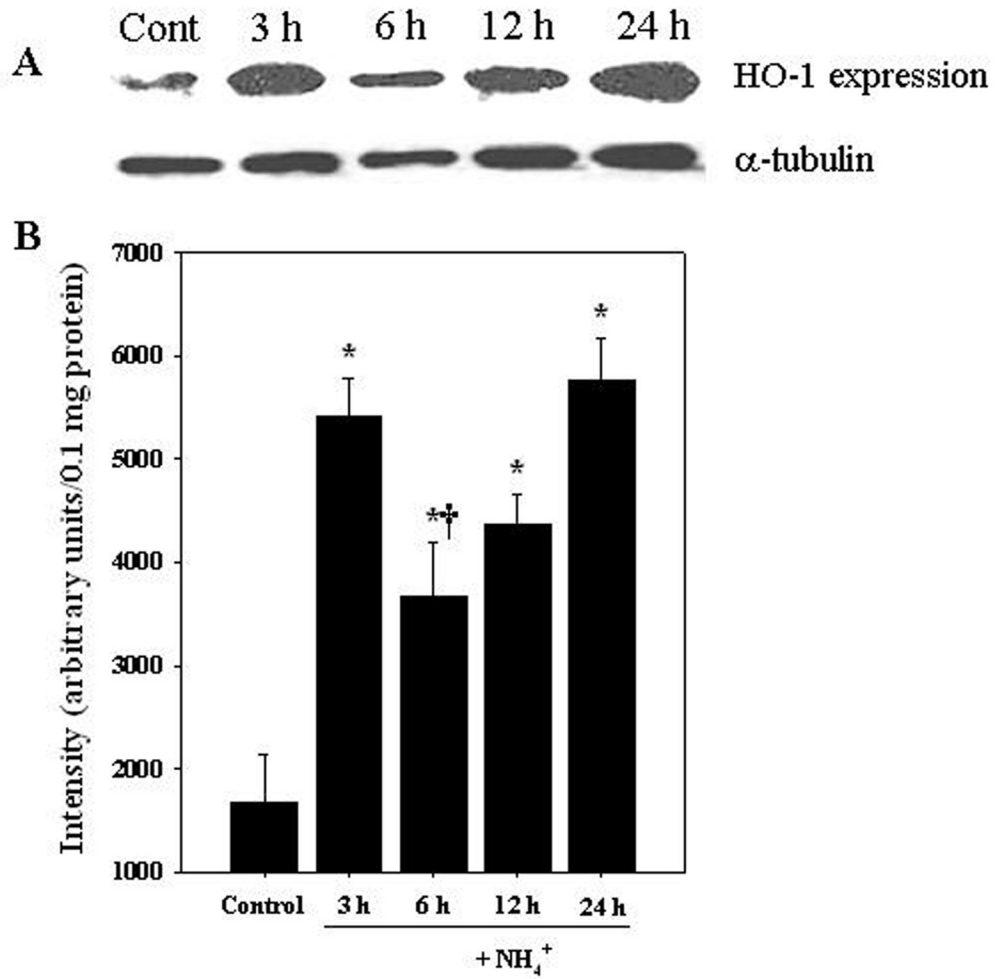 A
Cont 3 h 6 h 12 h 24 h
HO-1 expression
α-tubulin
B
Intensity (arbitrary units/0.1 mg protein)
7000
6000
5000
4000
3000
2000
1000
*
*†
*
*
Control 3 h 6 h 12 h 24 h
+ NH₄⁺